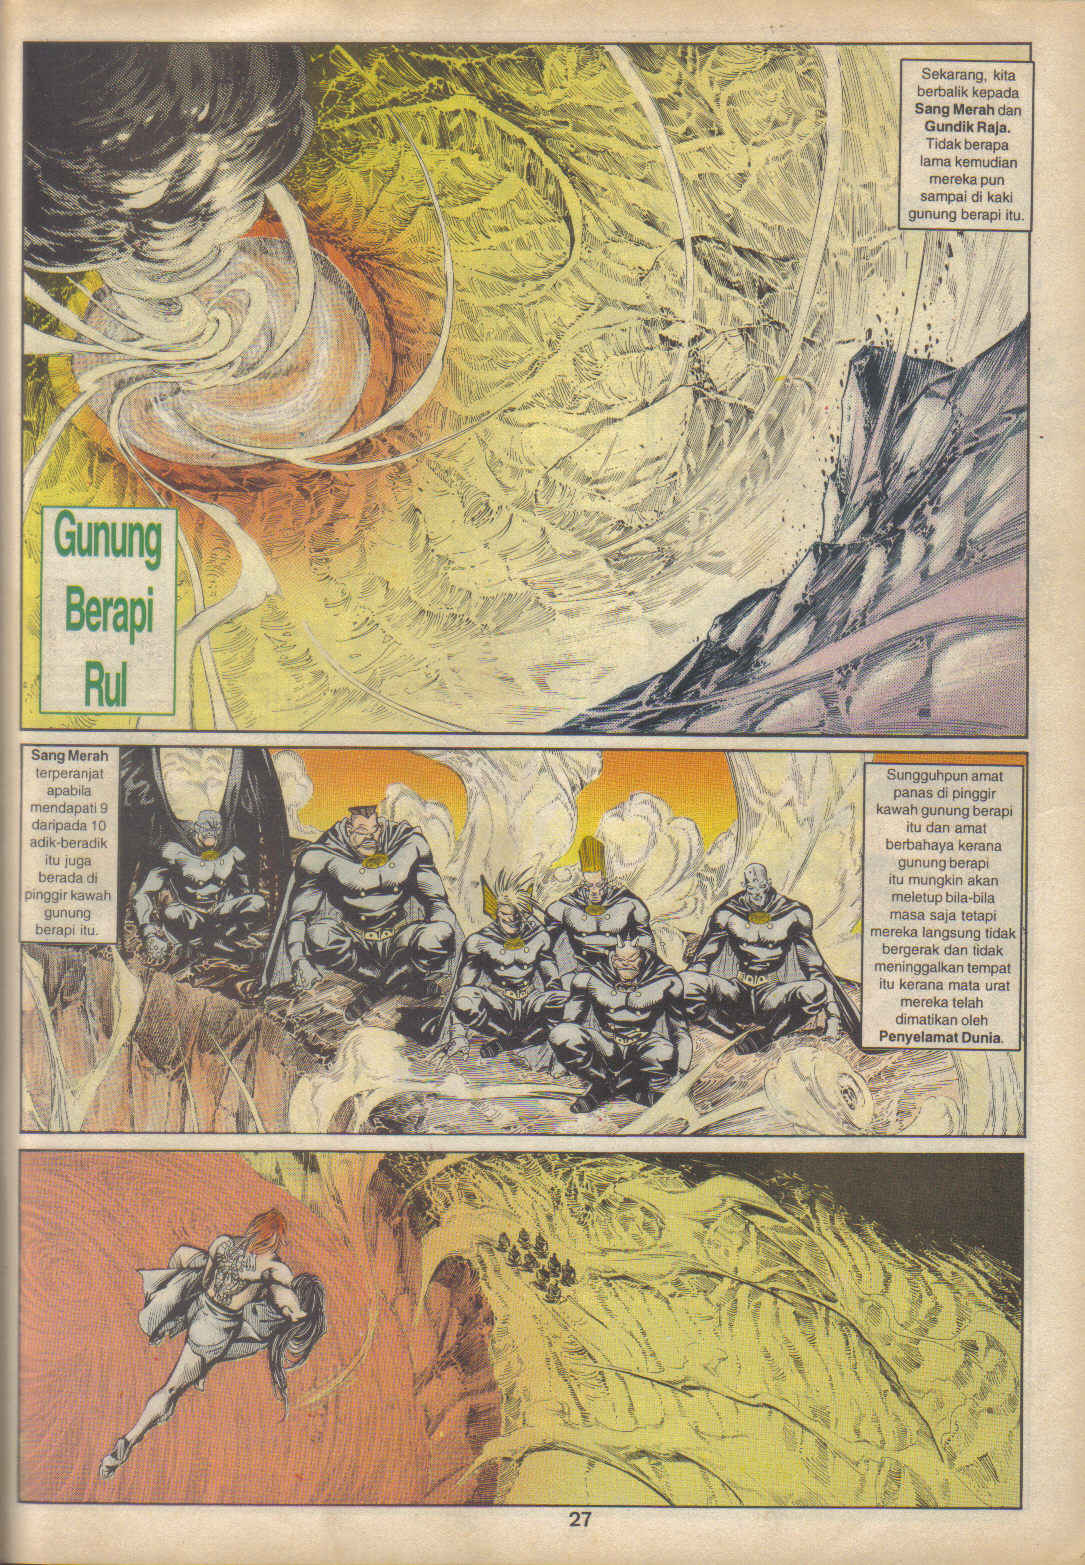 Sekarang, kita
berbalik kepada
Sang Merah dan
Gundik Raja.
Tidak berapa
lama kemudian
mereka pun
sampai di kaki
gunung berapi itu.
Gunung
Berapi
Rul
Sang Merah
terperanjat
apabila
mendapati 9
daripada 10
adik-beradik
itu juga
berada di
pinggir kawah
gunung
berapi itu.
Sungguhpun amat
panas di pinggir
kawah gunung berapi
itu dan amat
berbahaya kerana
gunung berapi
itu mungkin akan
meletup bila-bila
masa saja tetapi
mereka langsung tidak
bergerak dan tidak
meninggalkan tempat
itu kerana mata urat
mereka telah
dimatikan oleh
Penyelamat Dunia.
27